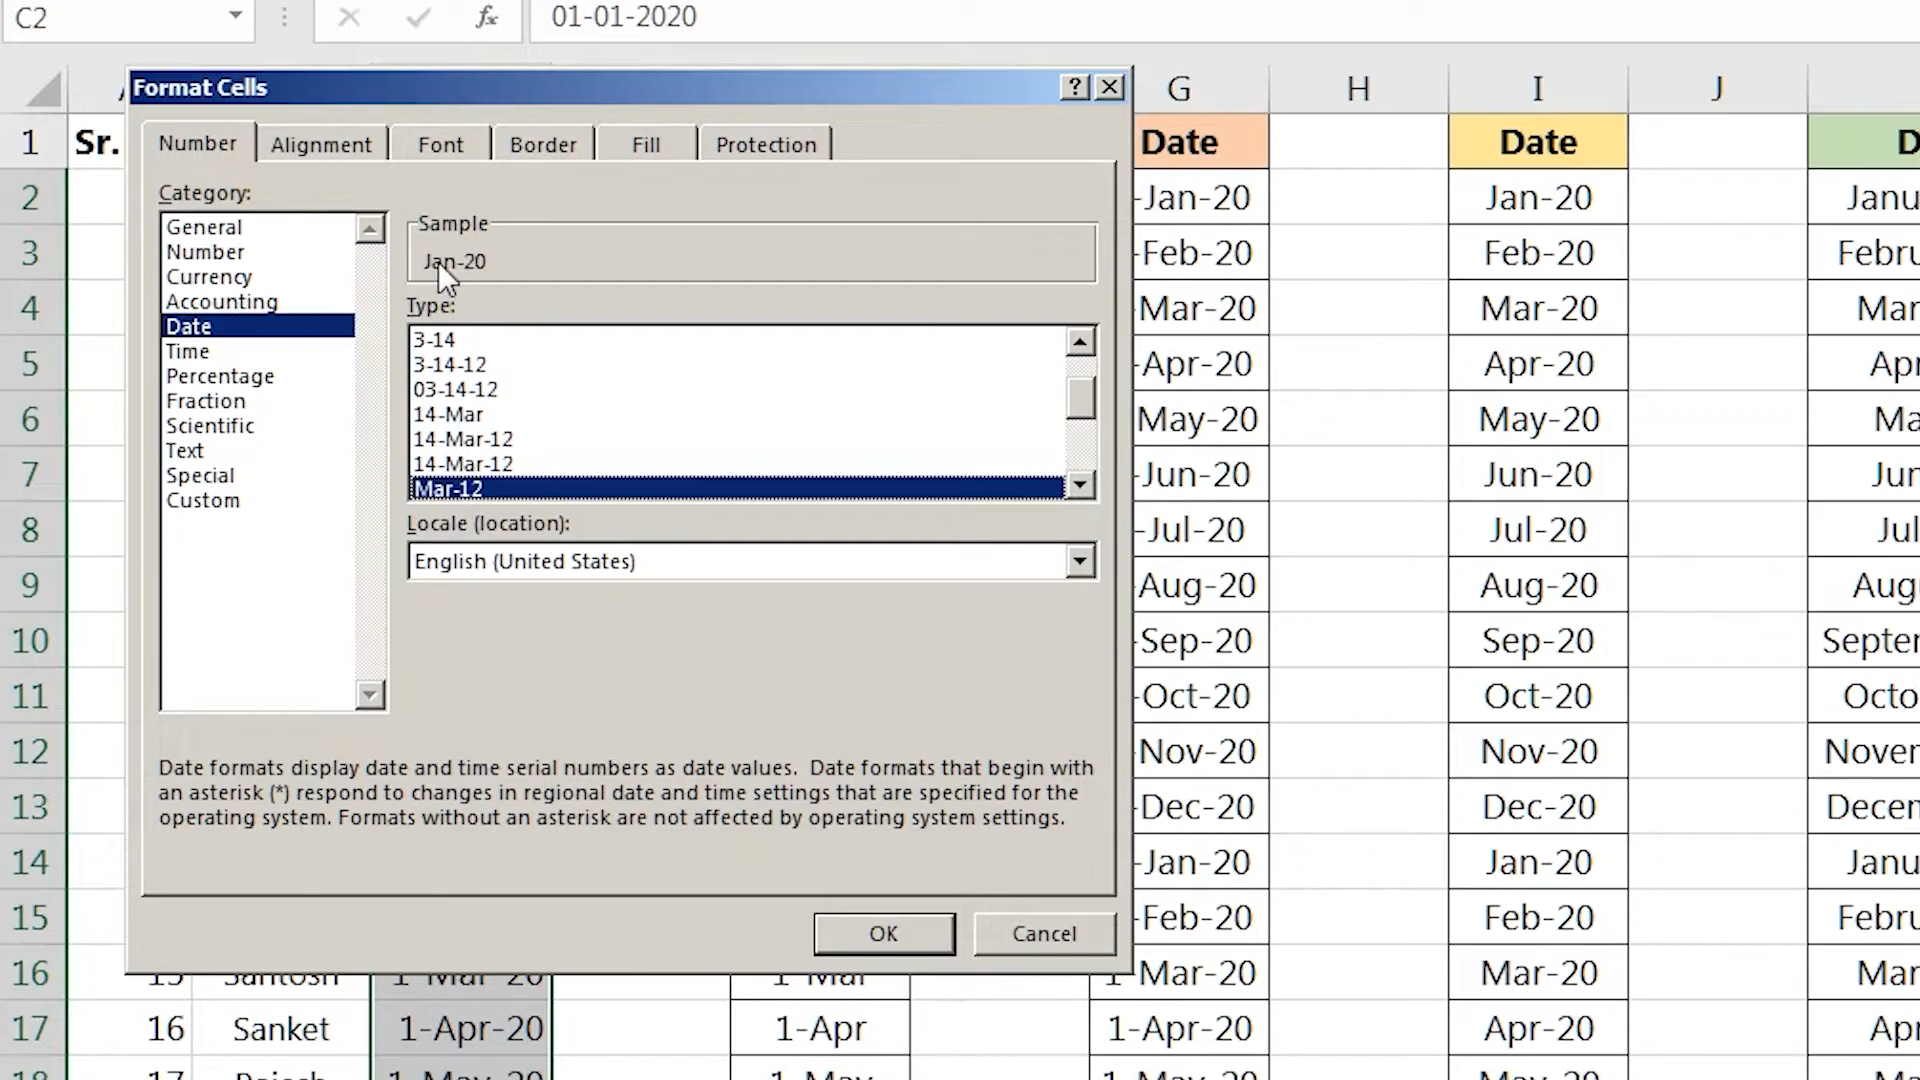 C2 fx 01-01-2020
Format Cells ?
G H I J
Number Alignment Font Border Fill Protection
1 Sr. Date Date
Category:
General
Number
Currency
Accounting
Date
Time
Percentage
Fraction
Scientific
Text
Special
Custom
Sample
Jan-20
Type:
3-14
3-14-12
03-14-12
14-Mar
14-Mar-12
14-Mar-12
Mar-12
Locale (location):
English (United States)
Date formats display date and time serial numbers as date values. Date formats that begin with
an asterisk (*) respond to changes in regional date and time settings that are specified for the
operating system. Formats without an asterisk are not affected by operating system settings.
OK Cancel
2 -Jan-20 Jan-20 Janu
3 -Feb-20 Feb-20 Febru
4 -Mar-20 Mar-20 Mar
5 -Apr-20 Apr-20 Apr
6 May-20 May-20 Ma
7 -Jun-20 Jun-20 Jun
8 -Jul-20 Jul-20 Jul
9 Aug-20 Aug-20 Aug
10 -Sep-20 Sep-20 Septe
11 -Oct-20 Oct-20 Octo
12 -Nov-20 Nov-20 Nove
13 -Dec-20 Dec-20 Decem
14 -Jan-20 Jan-20 Janu
15 -Feb-20 Feb-20 Febru
16 15 Santosh 1-Mar-20 1-Mar 1-Mar-20 Mar-20 Mar
17 16 Sanket 1-Apr-20 1-Apr 1-Apr-20 Apr-20 Apr
18 17 1-May-20 1-May 1-May-20 May-20 Ma